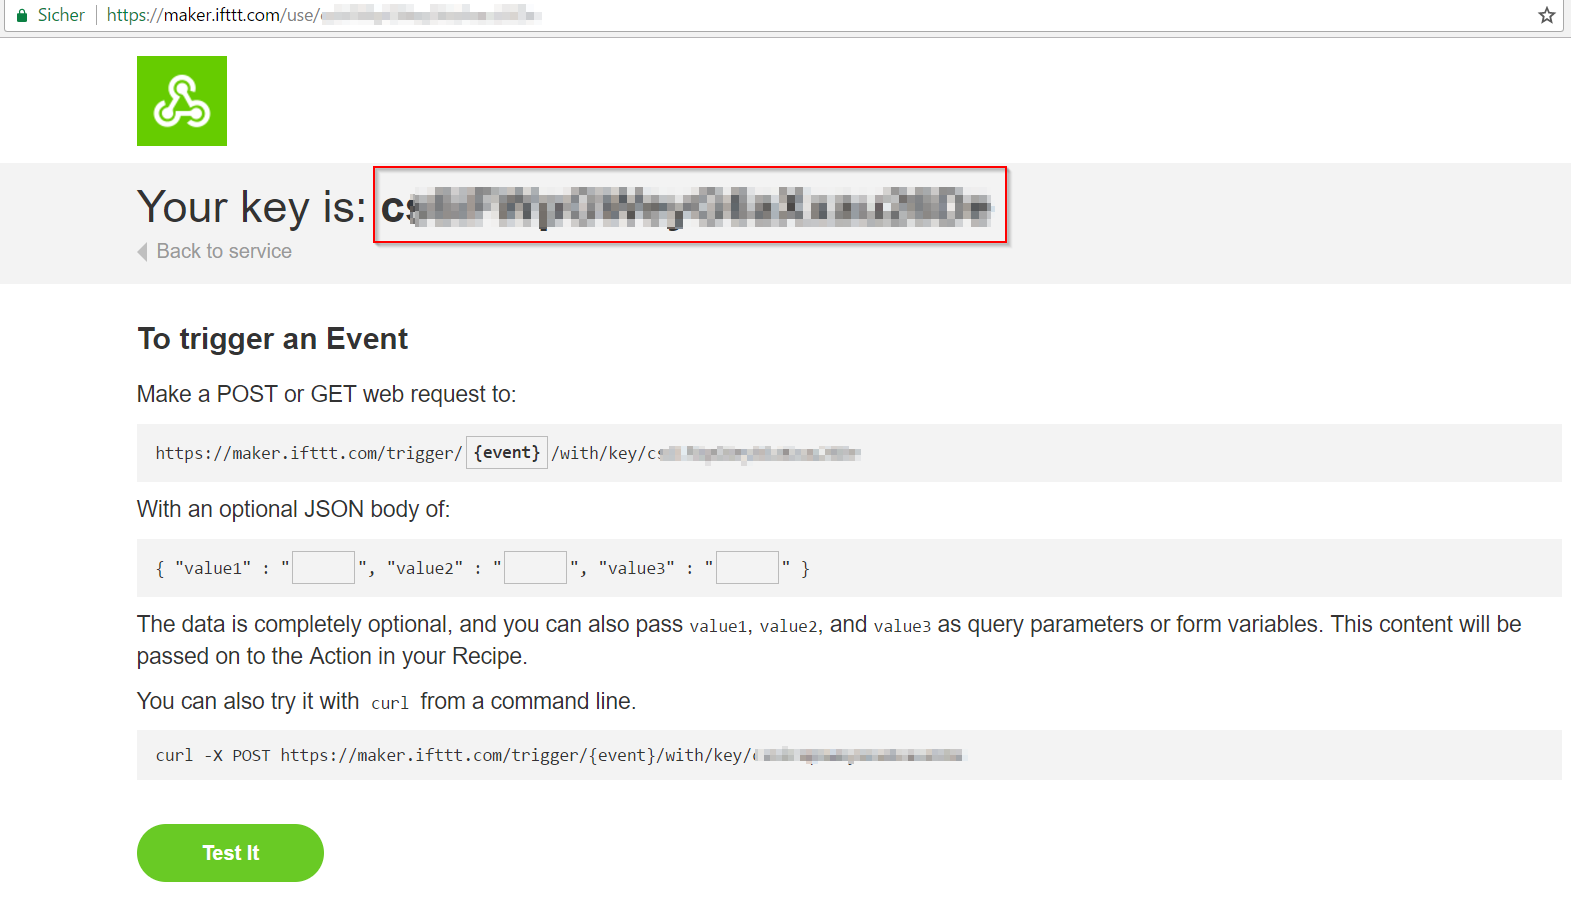 Sicher https://maker.ifttt.com/use/
Your key is:
Back to service
To trigger an Event
Make a POST or GET web request to:
https://maker.ifttt.com/trigger/ {event} /with/key/
With an optional JSON body of:
{ "value1" : "", "value2" : "", "value3" : "" }
The data is completely optional, and you can also pass value1, value2, and value3 as query parameters or form variables. This content will be
passed on to the Action in your Recipe.
You can also try it with curl from a command line.
curl -X POST https://maker.ifttt.com/trigger/{event}/with/key/
Test It